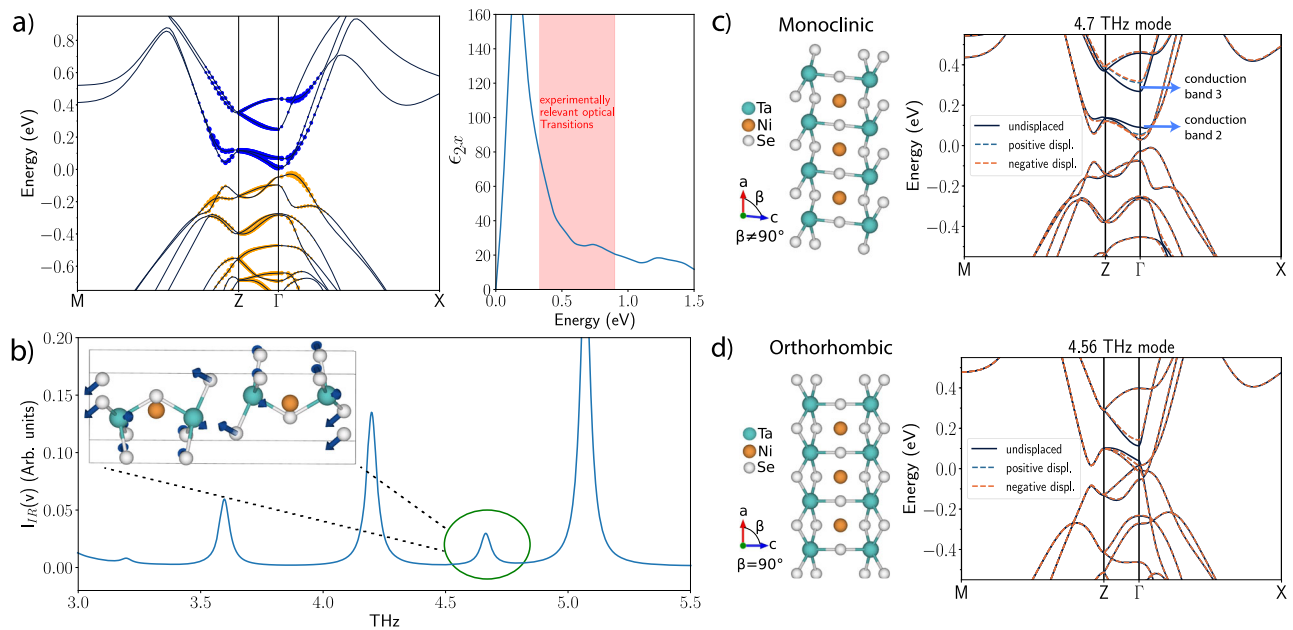 a)
Energy (eV)
0.8
0.6
0.4
0.2
0.0
−0.2
−0.4
−0.6
M
Z
Γ
X
ϵ2,x
160
140
120
100
80
60
40
20
0
experimentally
relevant optical
Transitions
0.0
0.5
1.0
1.5
Energy (eV)
b)
IIR(ν) (Arb. units)
0.20
0.15
0.10
0.05
0.00
3.0
3.5
4.0
4.5
5.0
5.5
THz
c)
Monoclinic
Ta
Ni
Se
a
β
c
β≠90°
4.7 THz mode
Energy (eV)
0.4
0.2
0.0
−0.2
−0.4
undisplaced
positive displ.
negative displ.
conduction
band 3
conduction
band 2
M
Z
Γ
X
d)
Orthorhombic
Ta
Ni
Se
a
β
c
β=90°
4.56 THz mode
Energy (eV)
0.4
0.2
0.0
−0.2
−0.4
undisplaced
positive displ.
negative displ.
M
Z
Γ
X